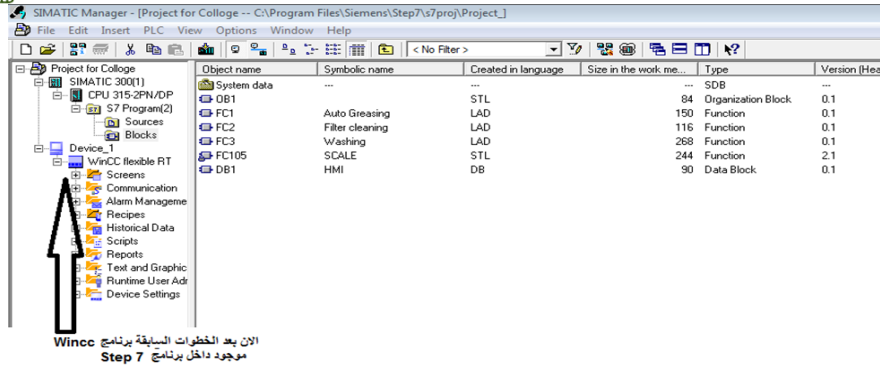 SIMATIC Manager - [Project for Colloge -- C:\Program Files\Siemens\Step7\s7proj\Project_]
File Edit Insert PLC View Options Window Help
< No Filter >
Project for Colloge
SIMATIC 300(1)
CPU 315-2PN/DP
S7 Program(2)
Sources
Blocks
Device_1
WinCC flexible RT
Screens
Communication
Alarm Manageme
Recipes
Historical Data
Scripts
Reports
Text and Graphic
Runtime User Adr
Device Settings
Object name Symbolic name Created in language Size in the work me... Type Version (Hea
System data --- --- --- SDB ---
OB1 STL 84 Organization Block 0.1
FC1 Auto Greasing LAD 150 Function 0.1
FC2 Filter cleaning LAD 116 Function 0.1
FC3 Washing LAD 268 Function 0.1
FC105 SCALE STL 244 Function 2.1
DB1 HMI DB 90 Data Block 0.1
الان بعد الخطوات السابقة برنامج Wincc
موجود داخل برنامج Step 7